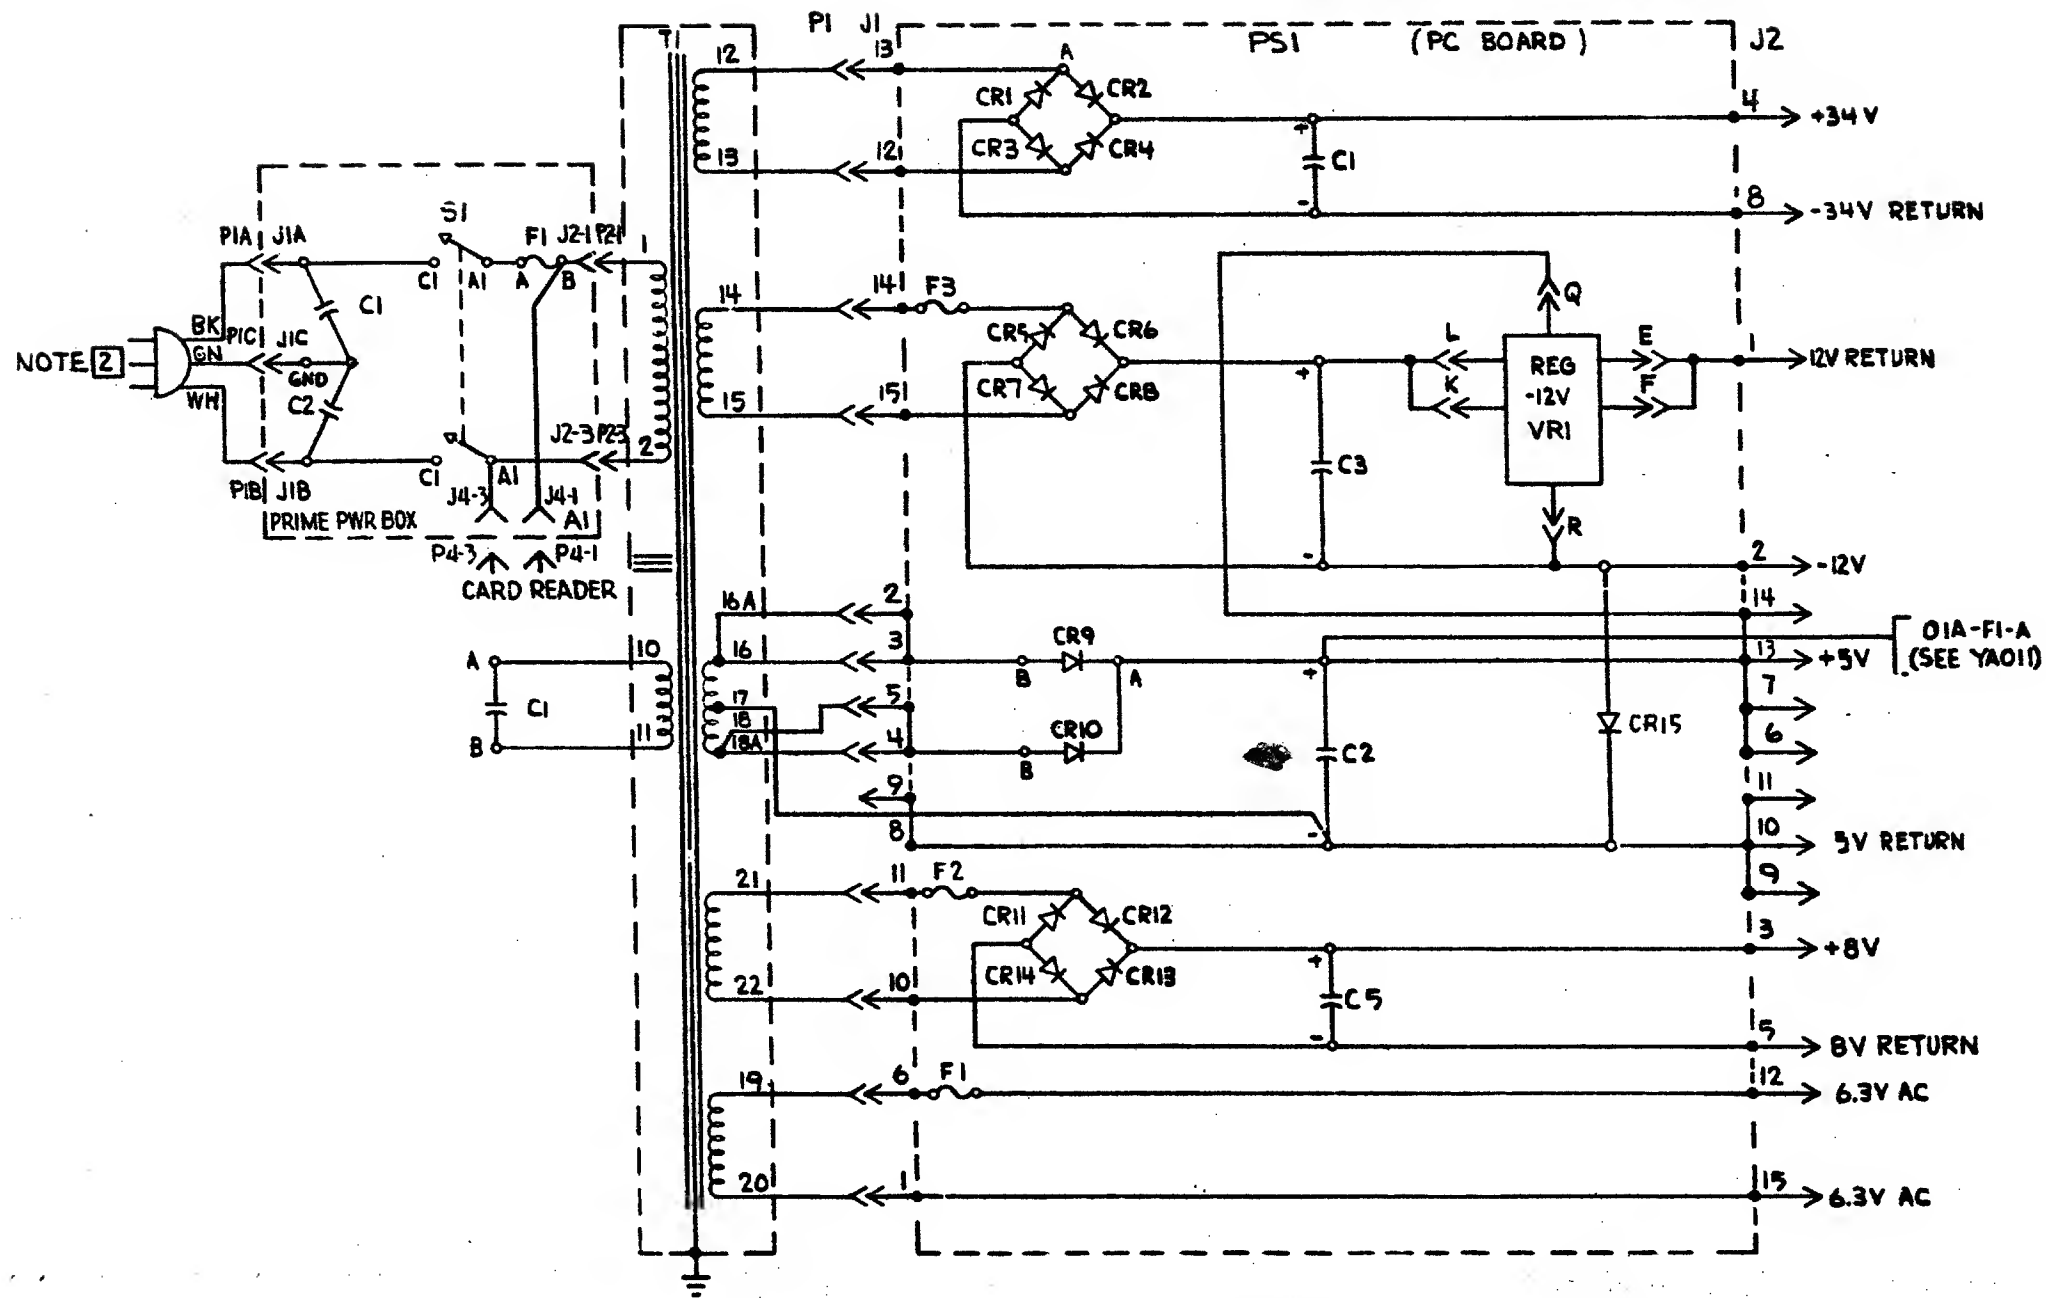 P1 J1 PS1 (PC BOARD) J2
T1
12 13 A
CR1 CR2
4 +34V
13 12 CR3 CR4
+ C1
- 8 -34V RETURN
S1
P1A J1A F1 J2-1 P21 1
C1 A1 A B
C1
14 14 F3
CR5 CR6
Q
L E 1
BK P1C J1C
NOTE 2 GN 12V RETURN
GND
+ K F
REG
-12V
VR1
WH C2
15 15 CR7 CR8
J2-3 P23 2
C1 A1
C3
P1B J1B J4-3 J4-1
PRIME PWR BOX A1
R
P4-3 P4-1
- 2 -12V
CARD READER
16A 2 14
01A-F1-A
(SEE YA011)
A 10 16 3 CR9 13 +5V
B A +
7
C1 17 5
18
CR15
11 18A 4 CR10 6
B B C2
9 11
8 - 10 5V RETURN
9
21 11 F2
CR11 CR12
3 +8V
+
22 10 CR14 CR13
C5
- 5 8V RETURN
19 6 F1 12 6.3V AC
20 1 15 6.3V AC